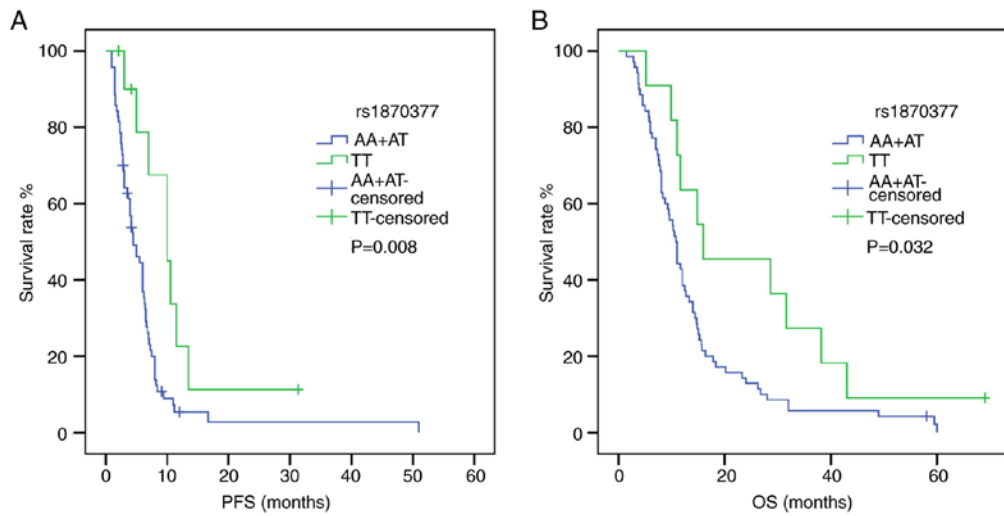 A
100
80
60
40
20
0
Survival rate %
0 10 20 30 40 50 60
PFS (months)
rs1870377
AA+AT
TT
AA+AT-
censored
TT-censored
P=0.008
B
100
80
60
40
20
0
Survival rate %
0 20 40 60
OS (months)
rs1870377
AA+AT
TT
AA+AT-
censored
TT-censored
P=0.032